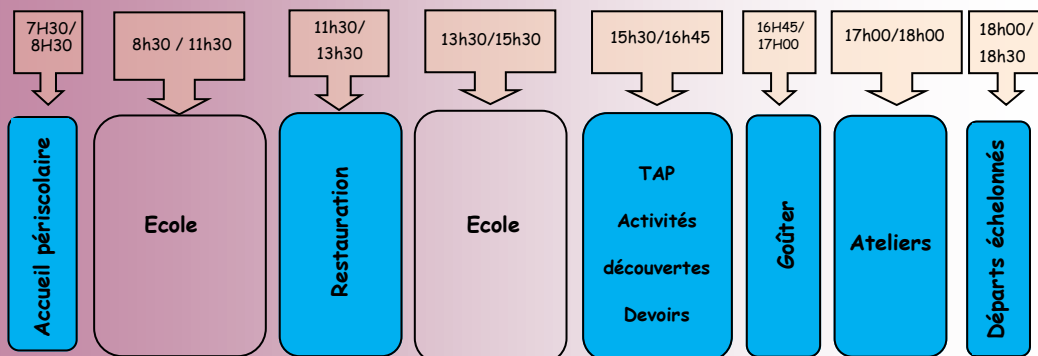 7H30/
8H30
8h30 / 11h30
11h30/
13h30
13h30/15h30
15h30/16h45
16H45/
17H00
17h00/18h00
18h00/
18h30
Accueil périscolaire
Ecole
Restauration
Ecole
TAP
Activités
découvertes
Devoirs
Goûter
Ateliers
Départs échelonnés